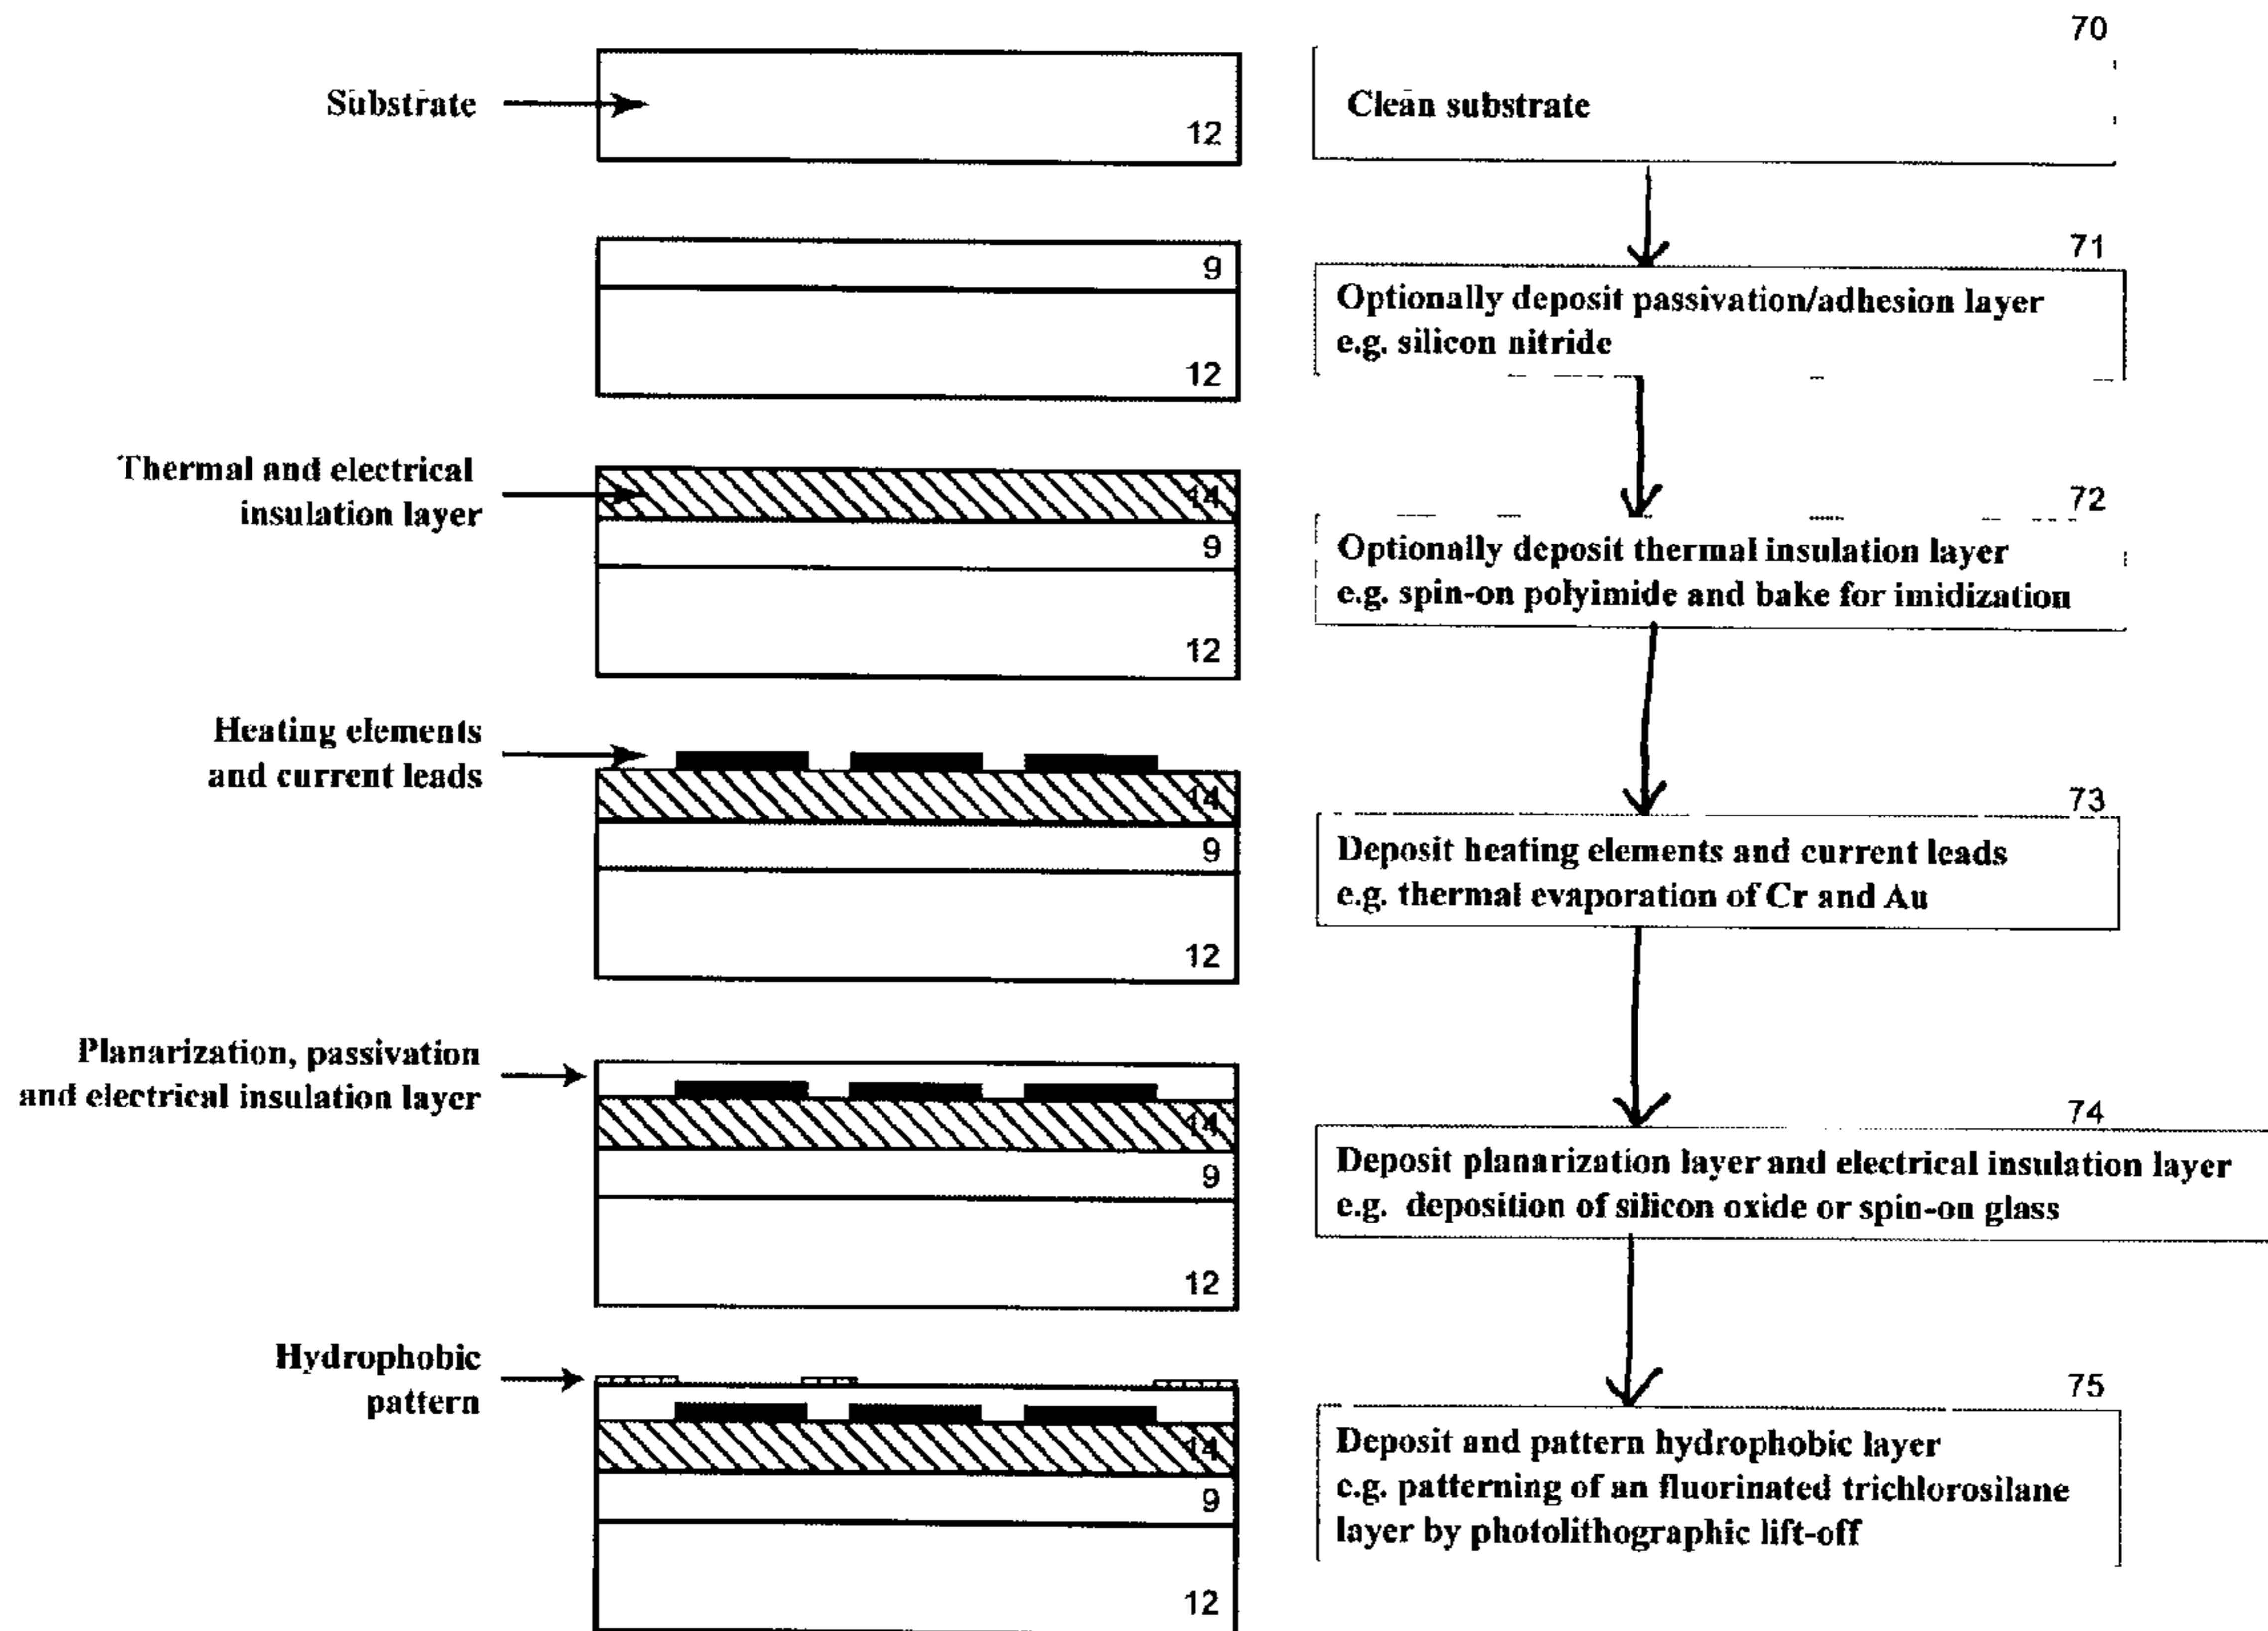 70
Substrate
12
Clean substrate
71
9
12
Optionally deposit passivation/adhesion layer
e.g. silicon nitride
Thermal and electrical
insulation layer
14
9
12
72
Optionally deposit thermal insulation layer
e.g. spin-on polyimide and bake for imidization
Heating elements
and current leads
14
9
12
73
Deposit heating elements and current leads
e.g. thermal evaporation of Cr and Au
Planarization, passivation
and electrical insulation layer
14
9
12
74
Deposit planarization layer and electrical insulation layer
e.g. deposition of silicon oxide or spin-on glass
Hydrophobic
pattern
14
9
12
75
Deposit and pattern hydrophobic layer
e.g. patterning of an fluorinated trichlorosilane
layer by photolithographic lift-off